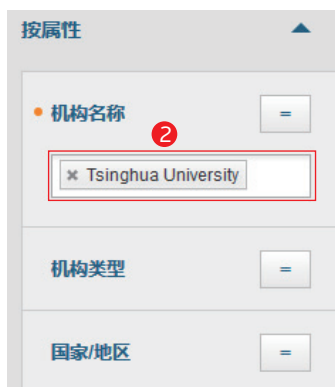 按属性
机构名称 =
2
× Tsinghua University
机构类型 =
国家/地区 =